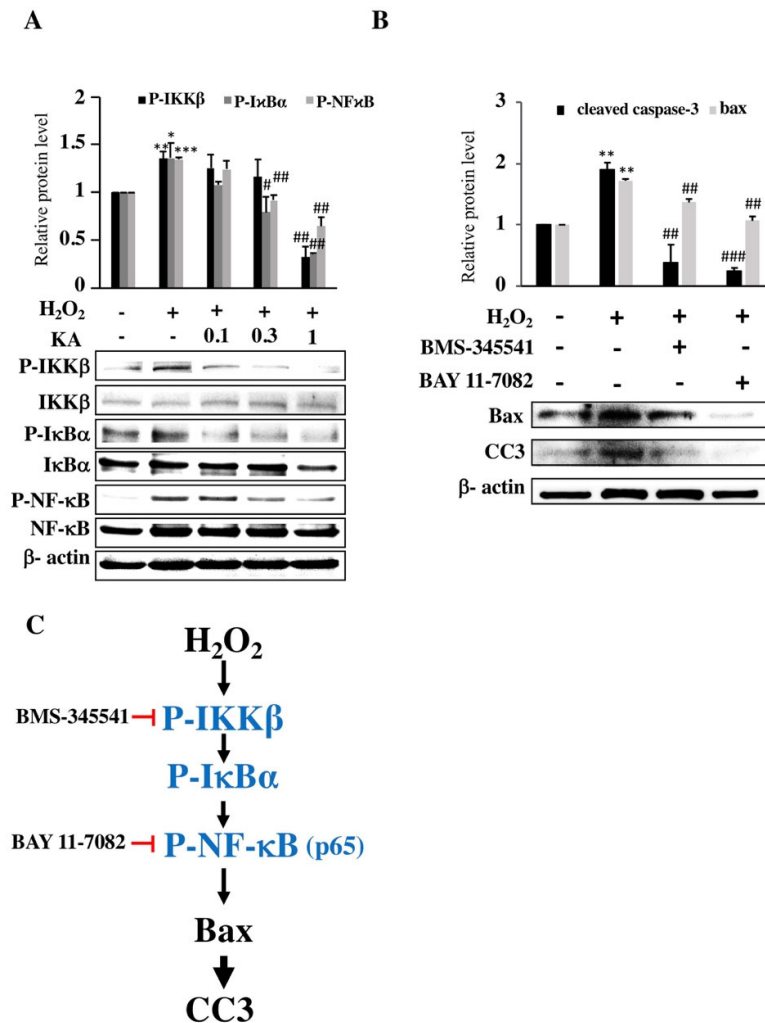 A
P-IKKβ P-IϰBα P-NFϰB
Relative protein level
2
1.5
1
0.5
0
** * ***
# ##
## ## ##
H₂O₂ - + + + +
KA - - 0.1 0.3 1
P-IKKβ
IKKβ
P-IκBα
IκBα
P-NF-κB
NF-κB
β- actin
B
cleaved caspase-3 bax
Relative protein level
3
2
1
0
** **
## ##
### ##
H₂O₂ - + + +
BMS-345541 - - + -
BAY 11-7082 - - - +
Bax
CC3
β- actin
C
H₂O₂
BMS-345541 P-IKKβ
P-IκBα
BAY 11-7082 P-NF-κB (p65)
Bax
CC3